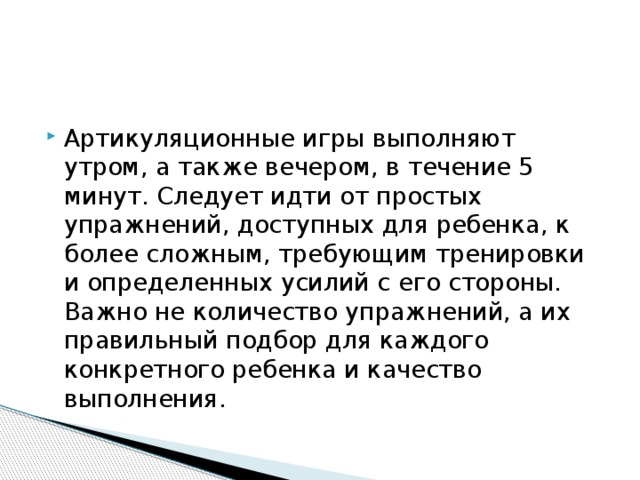 Артикуляционные игры выполняют
утром, а также вечером, в течение 5
минут. Следует идти от простых
упражнений, доступных для ребенка, к
более сложным, требующим тренировки
и определенных усилий с его стороны.
Важно не количество упражнений, а их
правильный подбор для каждого
конкретного ребенка и качество
выполнения.